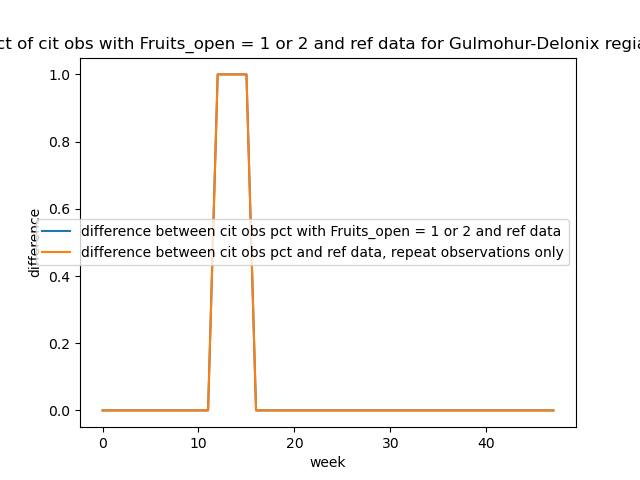 ct of cit obs with Fruits_open = 1 or 2 and ref data for Gulmohur-Delonix regia
1.0
0.8
0.6
0.4
0.2
0.0
difference
difference between cit obs pct with Fruits_open = 1 or 2 and ref data
difference between cit obs pct and ref data, repeat observations only
0 10 20 30 40
week